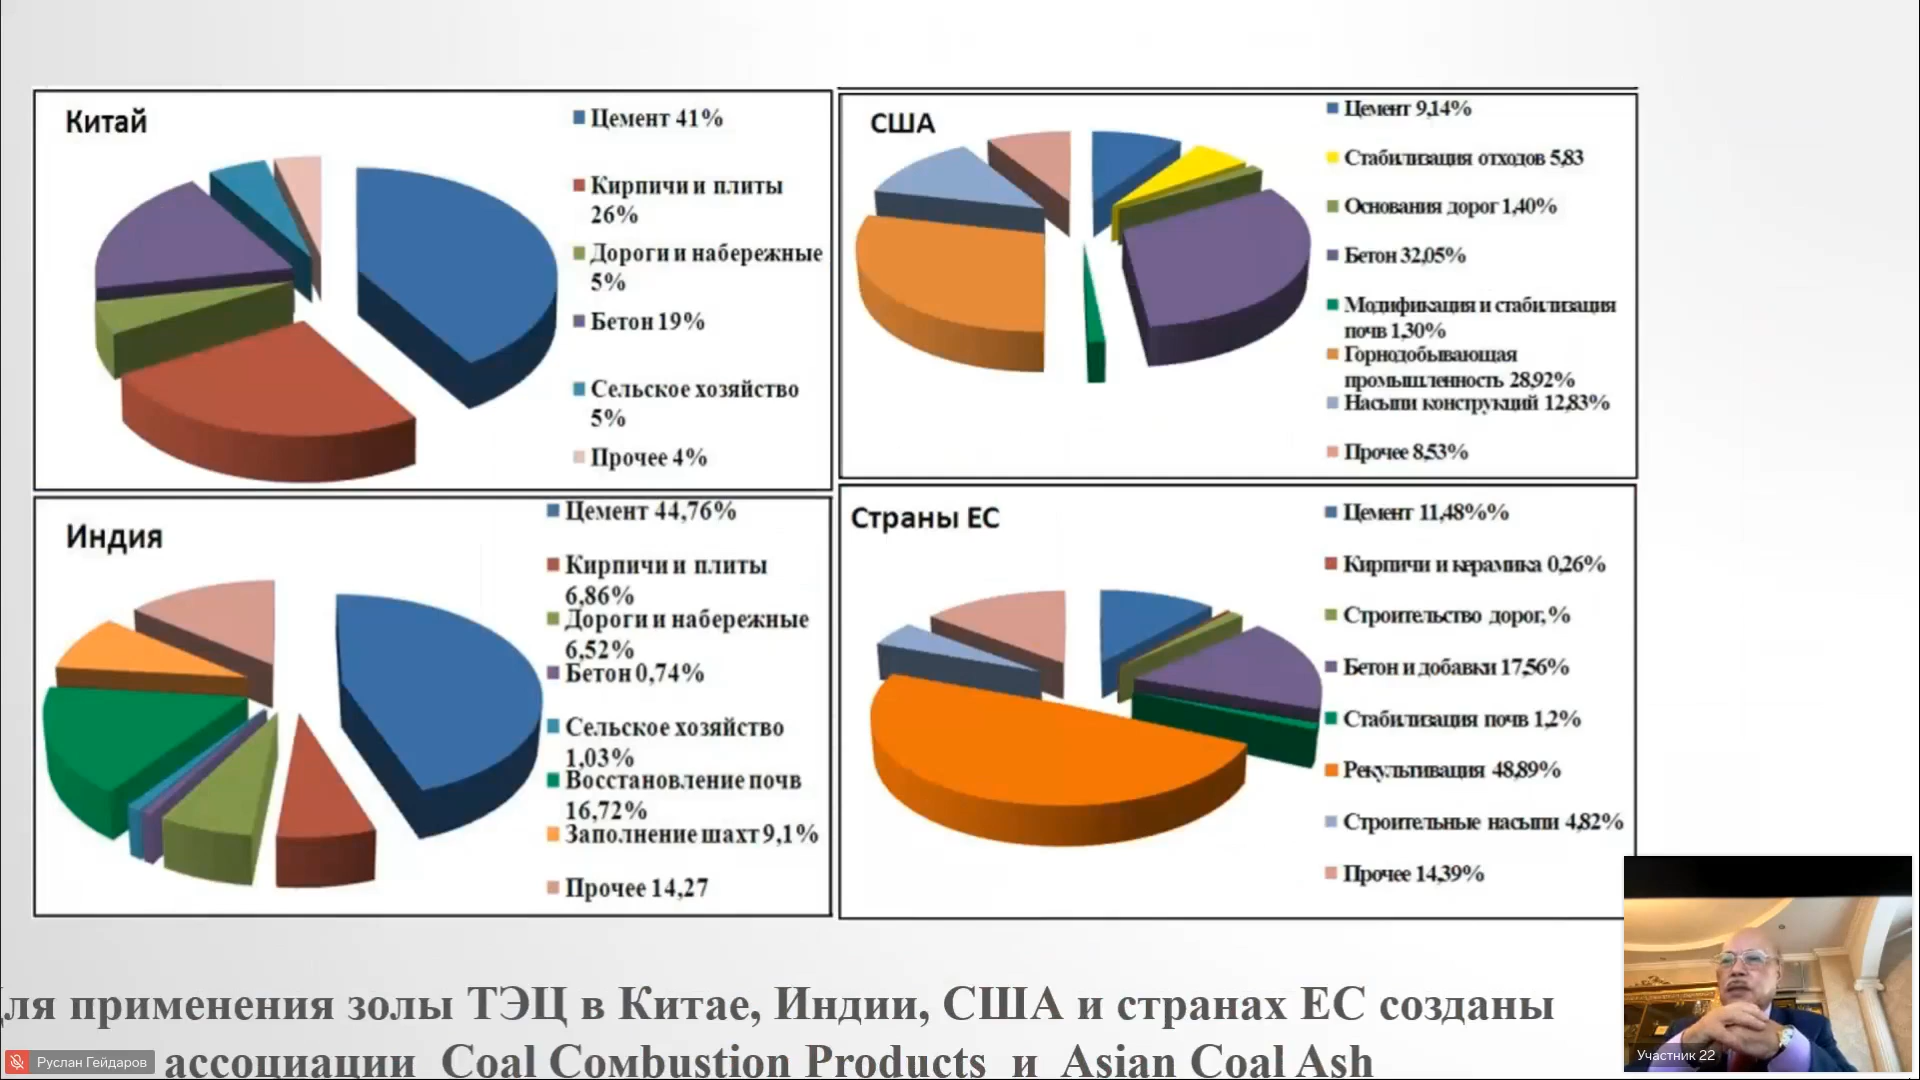 Китай
Цемент 41%
Кирпичи и плиты
26%
Дороги и набережные
5%
Бетон 19%
Сельское хозяйство
5%
Прочее 4%
США
Цемент 9,14%
Стабилизация отходов 5,83
Основания дорог 1,40%
Бетон 32,05%
Модификация и стабилизация
почв 1,30%
Горнодобывающая
промышленность 28,92%
Насыпи конструкций 12,83%
Прочее 8,53%
Индия
Цемент 44,76%
Кирпичи и плиты
6,86%
Дороги и набережные
6,52%
Бетон 0,74%
Сельское хозяйство
1,03%
Восстановление почв
16,72%
Заполнение шахт 9,1%
Прочее 14,27
Страны ЕС
Цемент 11,48%%
Кирпичи и керамика 0,26%
Строительство дорог,%
Бетон и добавки 17,56%
Стабилизация почв 1,2%
Рекультивация 48,89%
Строительные насыпи 4,82%
Прочее 14,39%
Для применения золы ТЭЦ в Китае, Индии, США и странах ЕС созданы
ассоциации Coal Combustion Products и Asian Coal Ash
Руслан Гейдаров
Участник 22